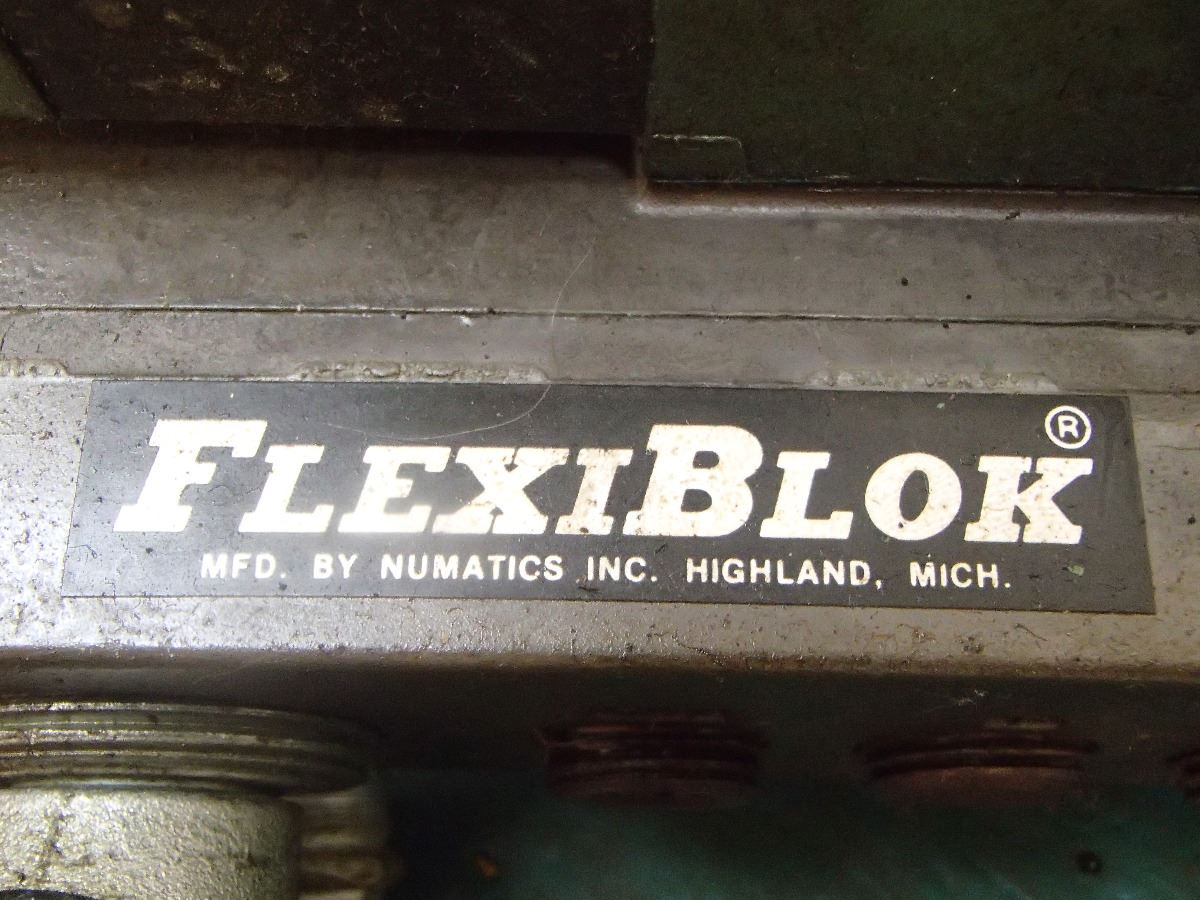 FLEXIBLOK®
MFD. BY NUMATICS INC. HIGHLAND, MICH.